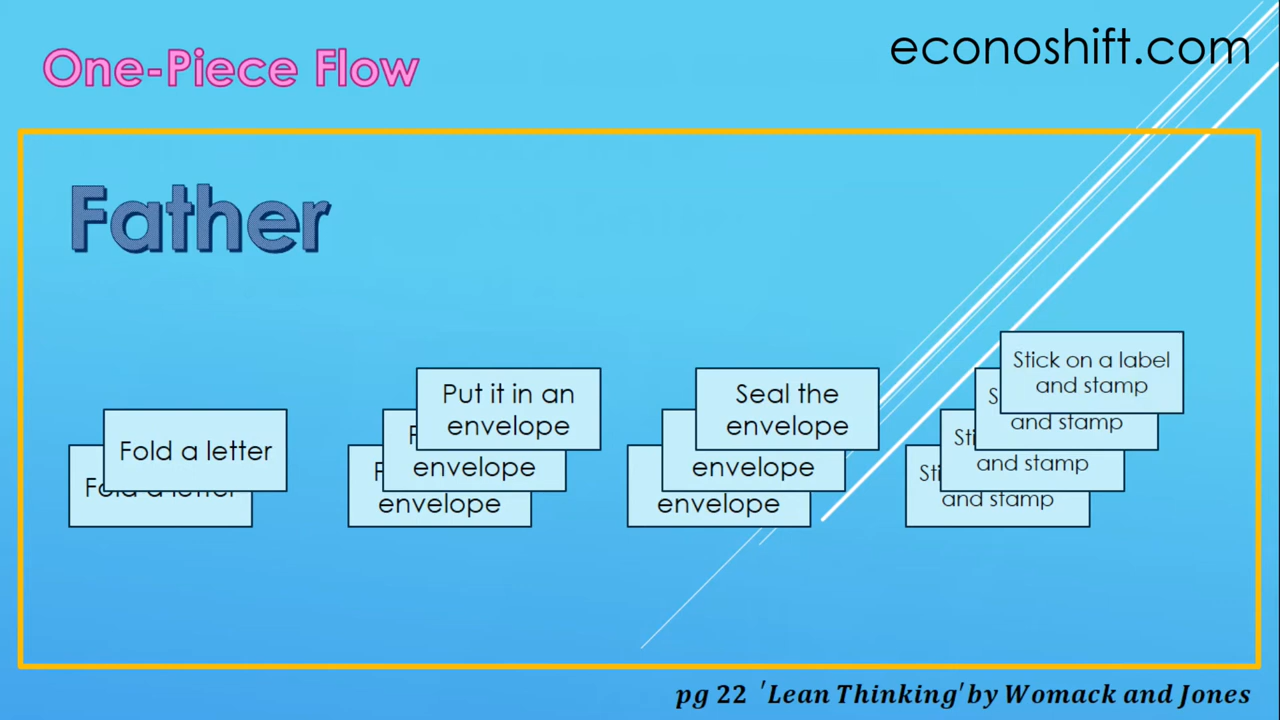 One-Piece Flow
econoshift.com
Father
Fold a letter
Fold a letter
Put it in an
envelope
envelope
envelope
Seal the
envelope
envelope
envelope
Stick on a label
and stamp
and stamp
and stamp
and stamp
pg 22 'Lean Thinking' by Womack and Jones